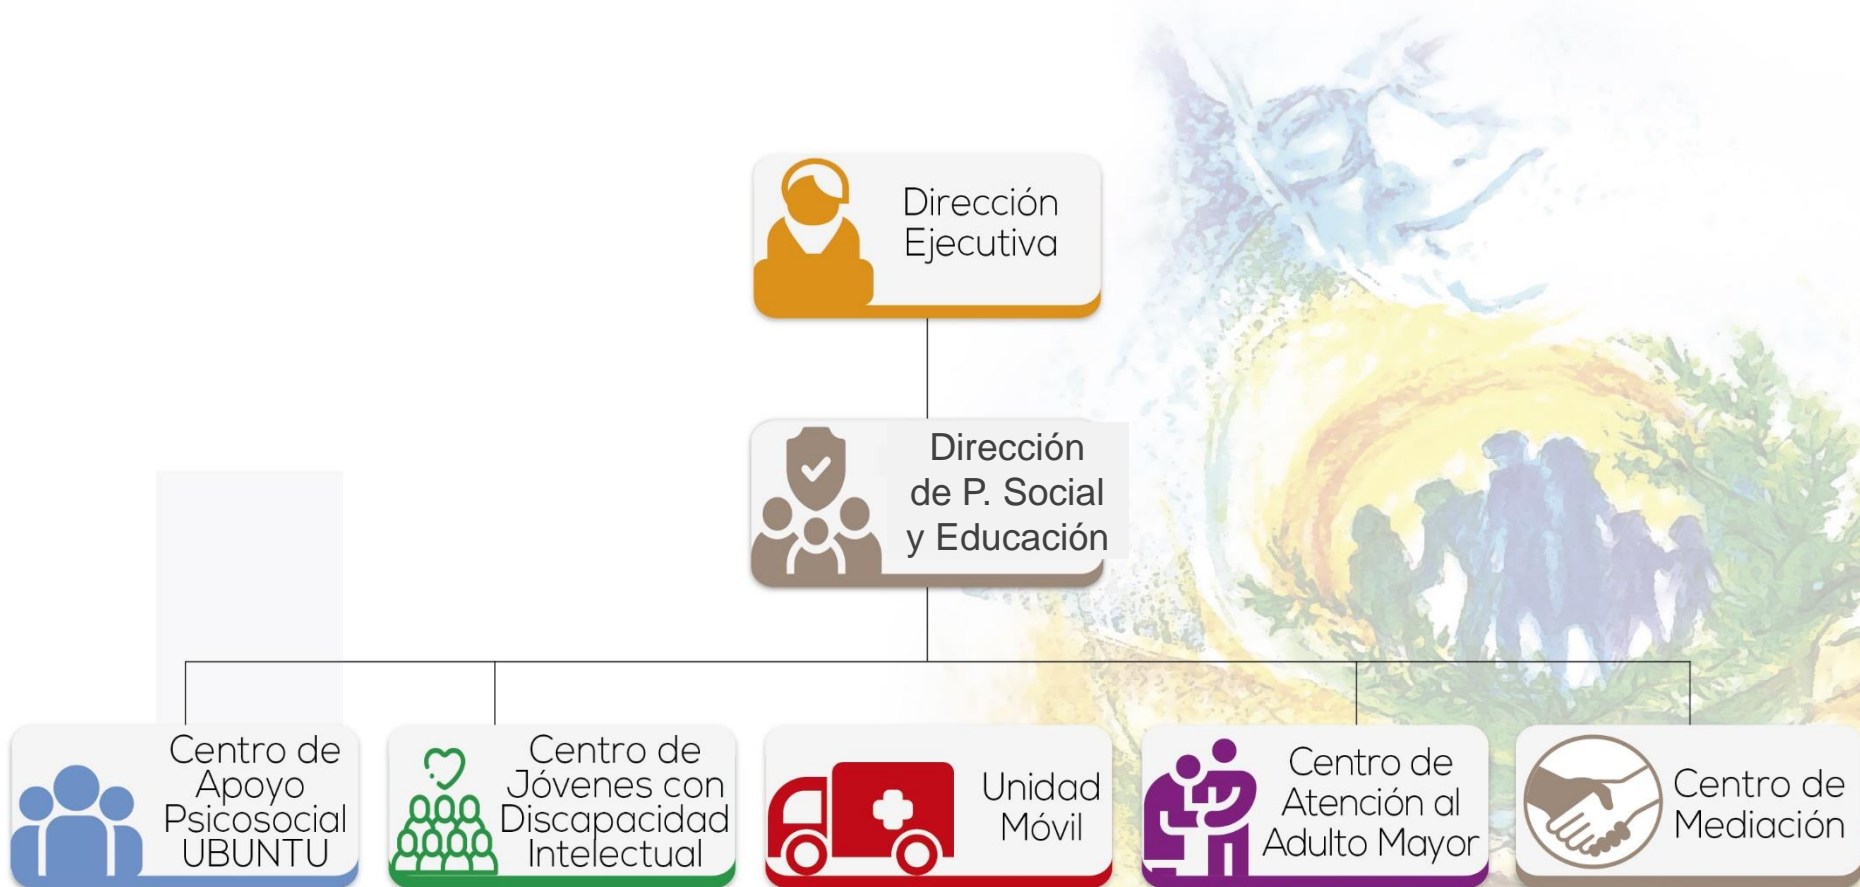 Dirección
Ejecutiva
Dirección
de P. Social
y Educación
Centro de
Apoyo
Psicosocial
UBUNTU
Centro de
Jóvenes con
Discapacidad
Intelectual
Unidad
Móvil
Centro de
Atención al
Adulto Mayor
Centro de
Mediación